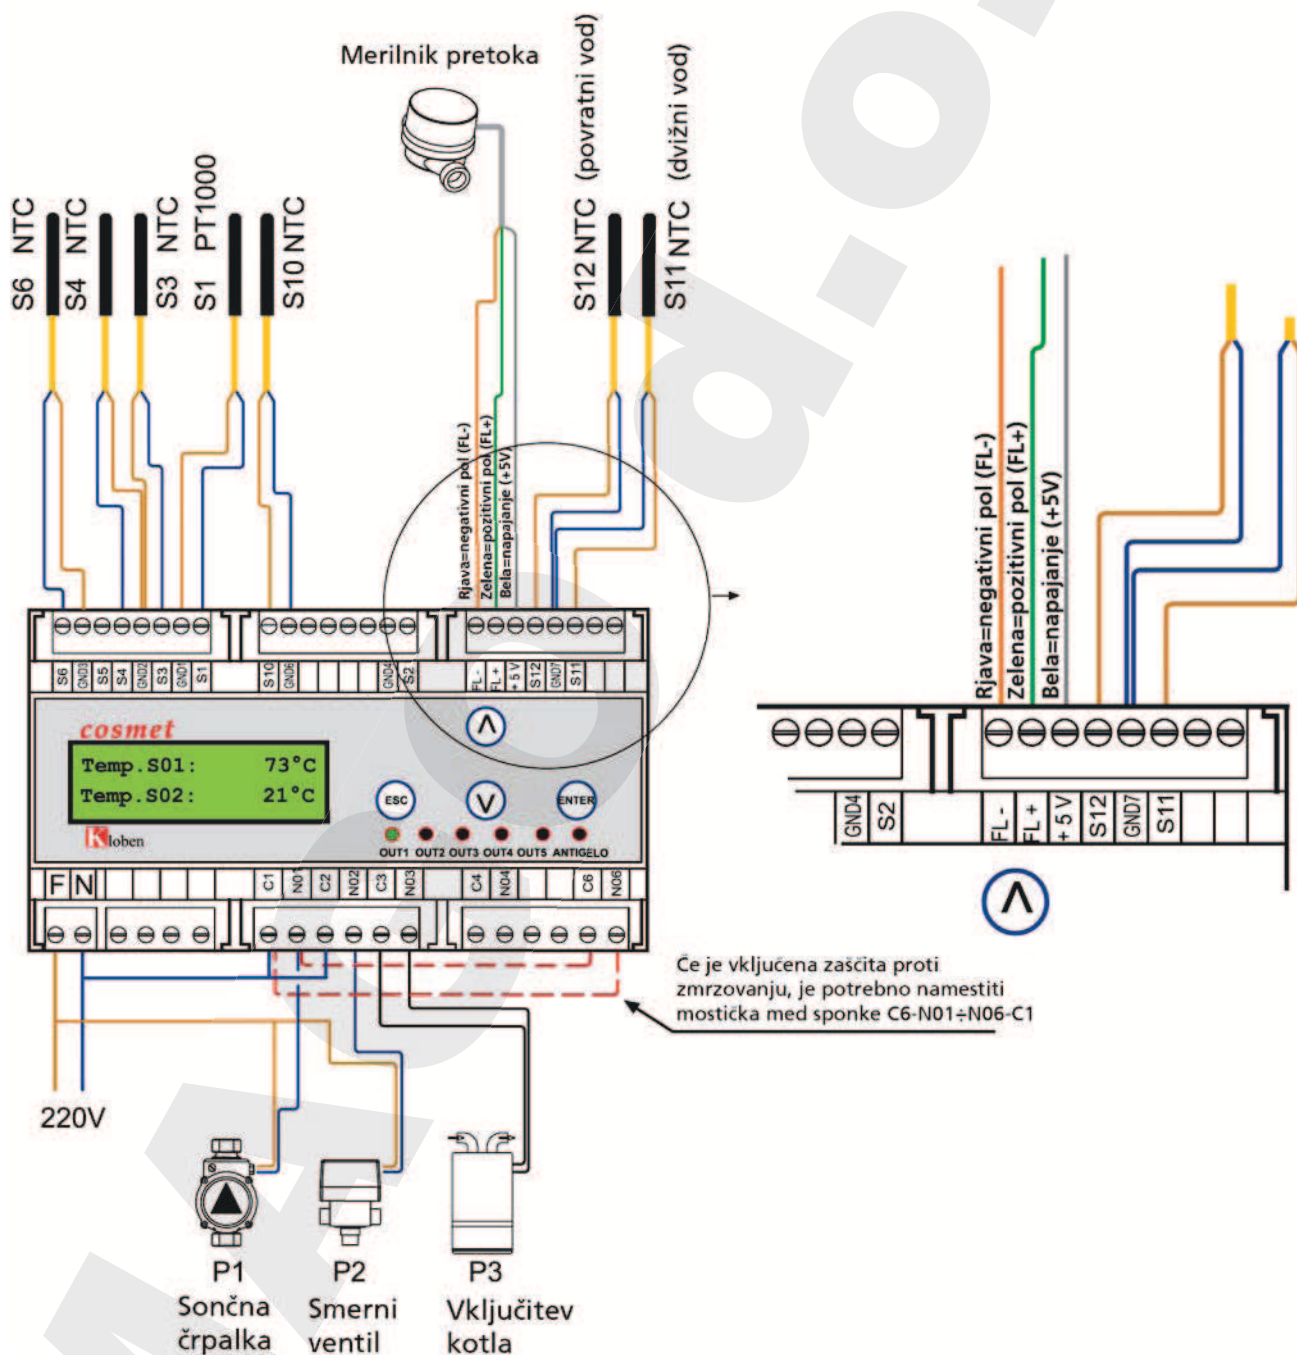 Merilnik pretoka
S12 NTC (povratni vod)
S11 NTC (dvižni vod)
S6 NTC
S4 NTC
S3 NTC
S1 PT1000
S10 NTC
Rjava=negativni pol (FL-)
Zelena=pozitivni pol (FL+)
Bela=napajanje (+5V)
Rjava=negativni pol (FL-)
Zelena=pozitivni pol (FL+)
Bela=napajanje (+5V)
S6 GND3 S5 S4 GND2 S3 GND1 S1
S10 GND6 GND4 S2
FL - FL + + 5 V S12 GND7 S11
GND4 S2 FL - FL + + 5 V S12 GND7 S11
cosmet
Temp.S01: 73°C
Temp.S02: 21°C
Kloben
ESC
ENTER
OUT1 OUT2 OUT3 OUT4 OUT5 ANTIGELO
F N C1 N01 C2 N02 C3 N03 C4 N04 C6 N06
Če je vključena zaščita proti
zmrzovanju, je potrebno namestiti
mostička med sponke C6-N01÷N06-C1
220V
P1
Sončna
črpalka
P2
Smerni
ventil
P3
Vključitev
kotla